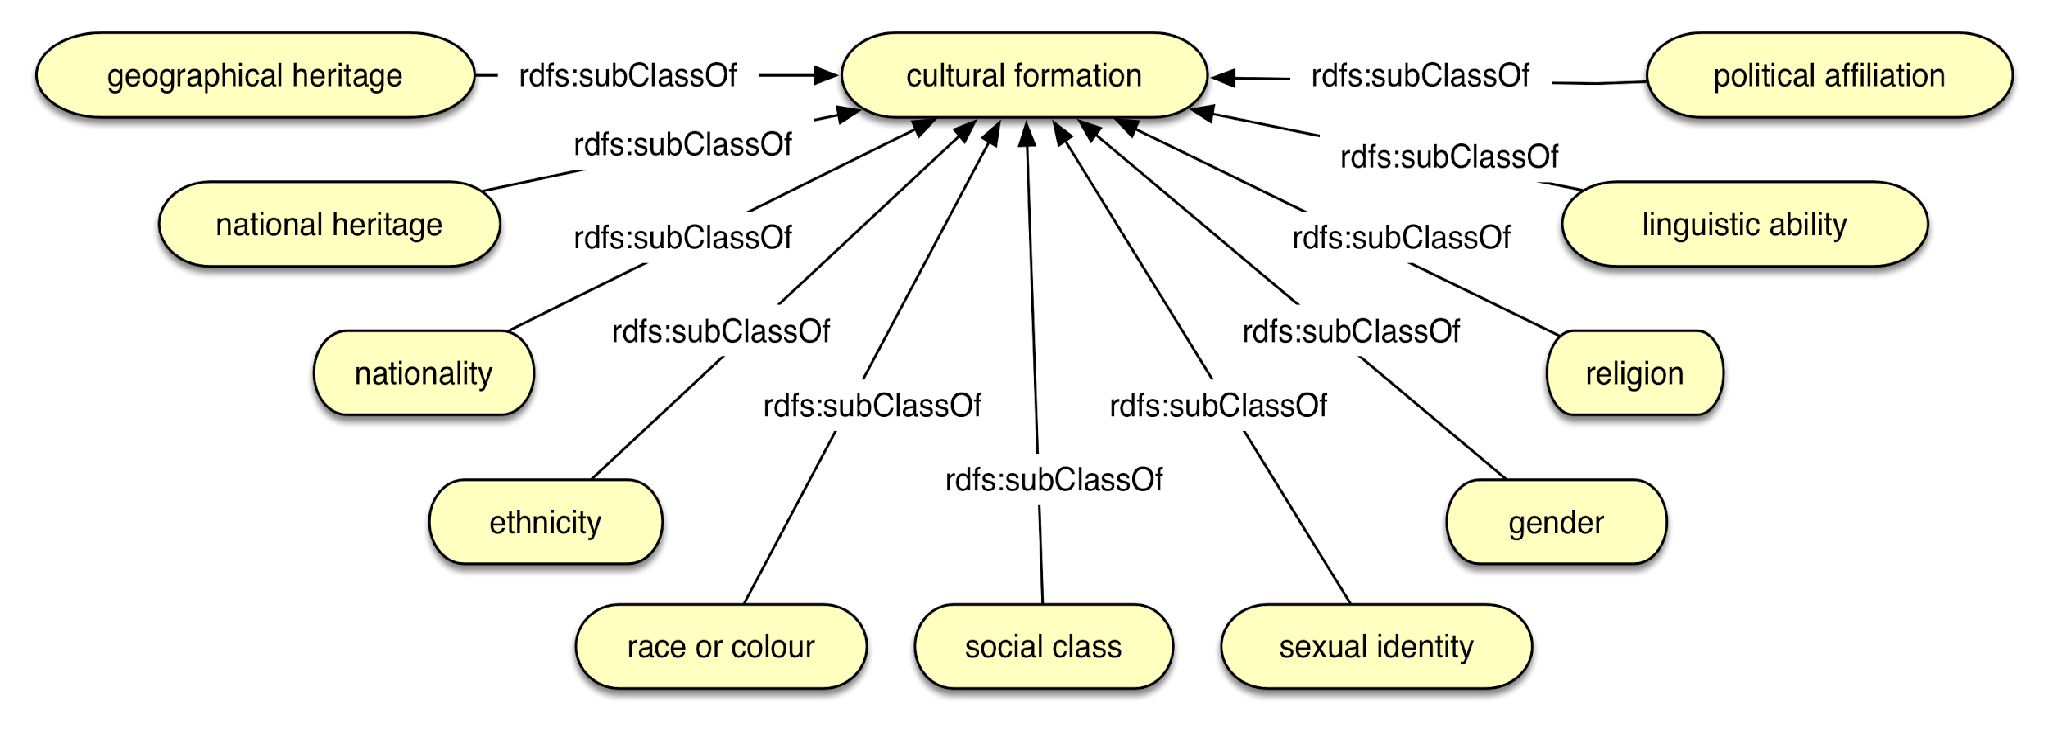 geographical heritage
rdfs:subClassOf
cultural formation
rdfs:subClassOf
political affiliation
rdfs:subClassOf
rdfs:subClassOf
national heritage
linguistic ability
rdfs:subClassOf
rdfs:subClassOf
rdfs:subClassOf
rdfs:subClassOf
nationality
religion
rdfs:subClassOf
rdfs:subClassOf
rdfs:subClassOf
ethnicity
gender
race or colour
social class
sexual identity